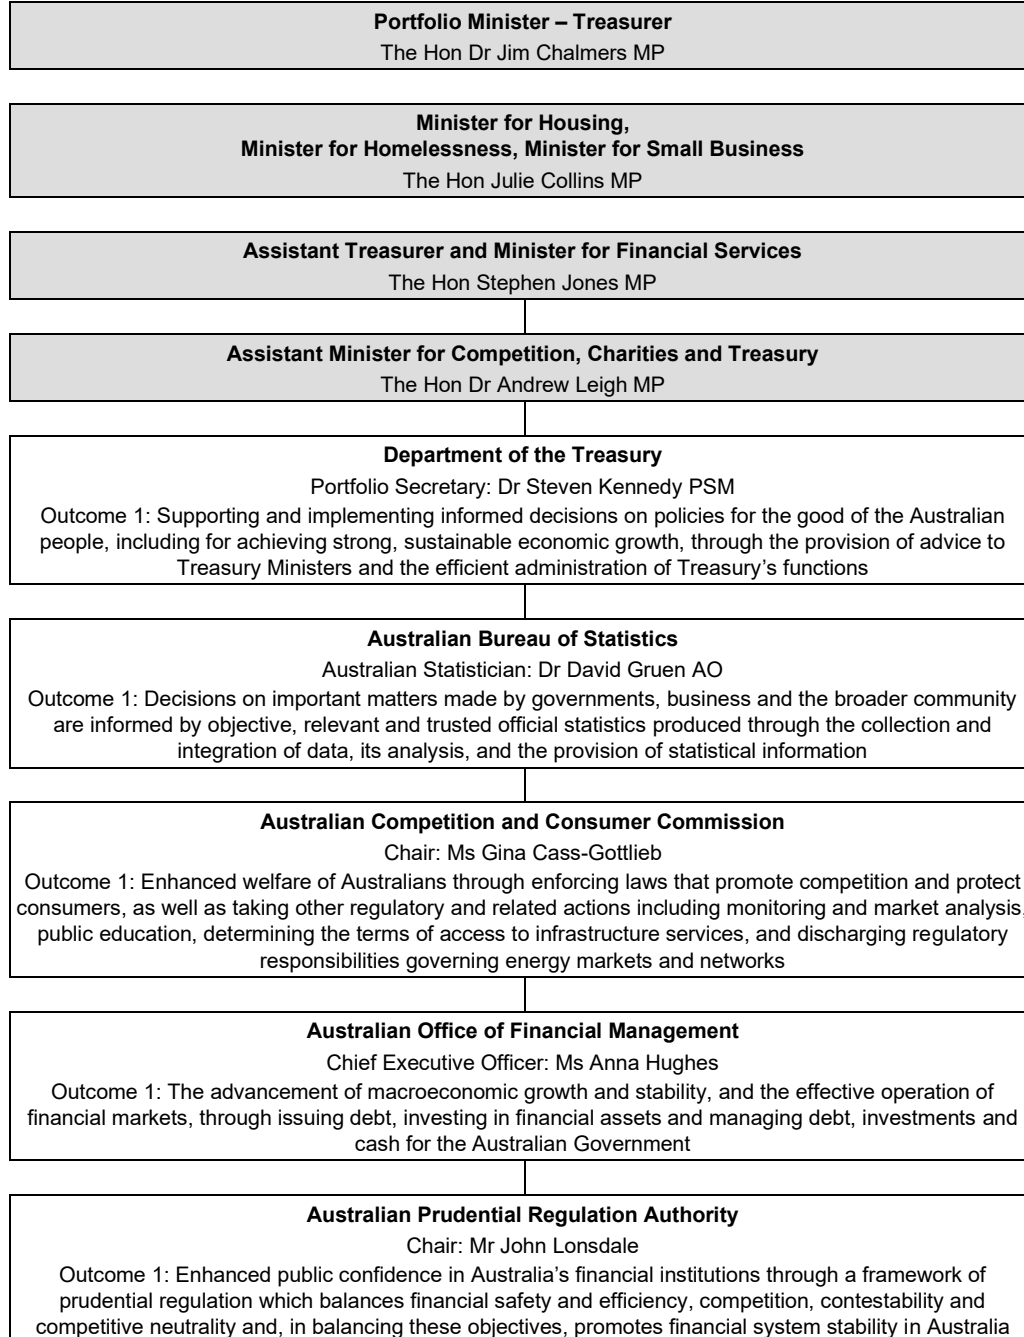 Portfolio Minister – Treasurer
The Hon Dr Jim Chalmers MP
Minister for Housing,
Minister for Homelessness, Minister for Small Business
The Hon Julie Collins MP
Assistant Treasurer and Minister for Financial Services
The Hon Stephen Jones MP
Assistant Minister for Competition, Charities and Treasury
The Hon Dr Andrew Leigh MP
Department of the Treasury
Portfolio Secretary: Dr Steven Kennedy PSM
Outcome 1: Supporting and implementing informed decisions on policies for the good of the Australian
people, including for achieving strong, sustainable economic growth, through the provision of advice to
Treasury Ministers and the efficient administration of Treasury’s functions
Australian Bureau of Statistics
Australian Statistician: Dr David Gruen AO
Outcome 1: Decisions on important matters made by governments, business and the broader community
are informed by objective, relevant and trusted official statistics produced through the collection and
integration of data, its analysis, and the provision of statistical information
Australian Competition and Consumer Commission
Chair: Ms Gina Cass-Gottlieb
Outcome 1: Enhanced welfare of Australians through enforcing laws that promote competition and protect
consumers, as well as taking other regulatory and related actions including monitoring and market analysis,
public education, determining the terms of access to infrastructure services, and discharging regulatory
responsibilities governing energy markets and networks
Australian Office of Financial Management
Chief Executive Officer: Ms Anna Hughes
Outcome 1: The advancement of macroeconomic growth and stability, and the effective operation of
financial markets, through issuing debt, investing in financial assets and managing debt, investments and
cash for the Australian Government
Australian Prudential Regulation Authority
Chair: Mr John Lonsdale
Outcome 1: Enhanced public confidence in Australia’s financial institutions through a framework of
prudential regulation which balances financial safety and efficiency, competition, contestability and
competitive neutrality and, in balancing these objectives, promotes financial system stability in Australia